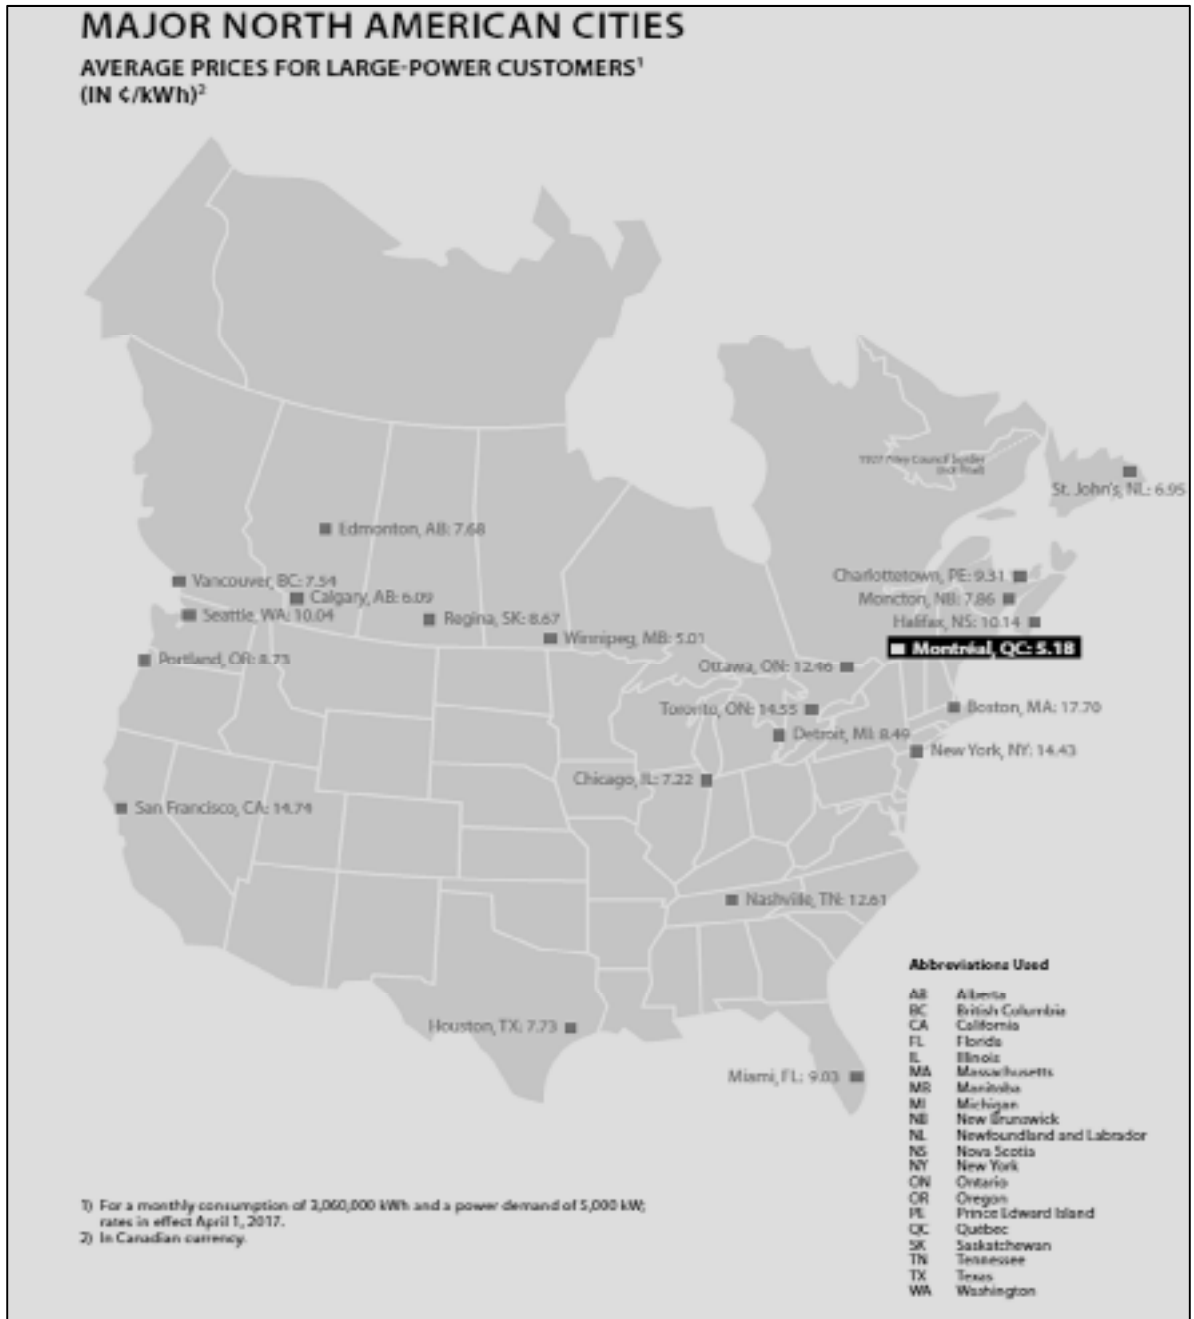 MAJOR NORTH AMERICAN CITIES
AVERAGE PRICES FOR LARGE-POWER CUSTOMERS¹
(IN ¢/kWh)²
1927 Privy Council border
(not final)
St. John's, NL: 6.95
Edmonton, AB: 7.68
Charlottetown, PE: 9.31
Vancouver, BC: 7.54
Calgary, AB: 6.09
Moncton, NB: 7.86
Seattle, WA: 10.04
Regina, SK: 8.67
Halifax, NS: 10.14
Winnipeg, MB: 5.01
Montréal, QC: 5.18
Portland, OR: 8.73
Ottawa, ON: 12.46
Toronto, ON: 14.55
Boston, MA: 17.70
Detroit, MI: 8.49
New York, NY: 14.43
Chicago, IL: 7.22
San Francisco, CA: 14.74
Nashville, TN: 12.61
Houston, TX: 7.73
Miami, FL: 9.03
Abbreviations Used
AB Alberta
BC British Columbia
CA California
FL Florida
IL Illinois
MA Massachusetts
MB Manitoba
MI Michigan
NB New Brunswick
NL Newfoundland and Labrador
NS Nova Scotia
NY New York
ON Ontario
OR Oregon
PE Prince Edward Island
QC Québec
SK Saskatchewan
TN Tennessee
TX Texas
WA Washington
1) For a monthly consumption of 3,060,000 kWh and a power demand of 5,000 kW;
rates in effect April 1, 2017.
2) In Canadian currency.